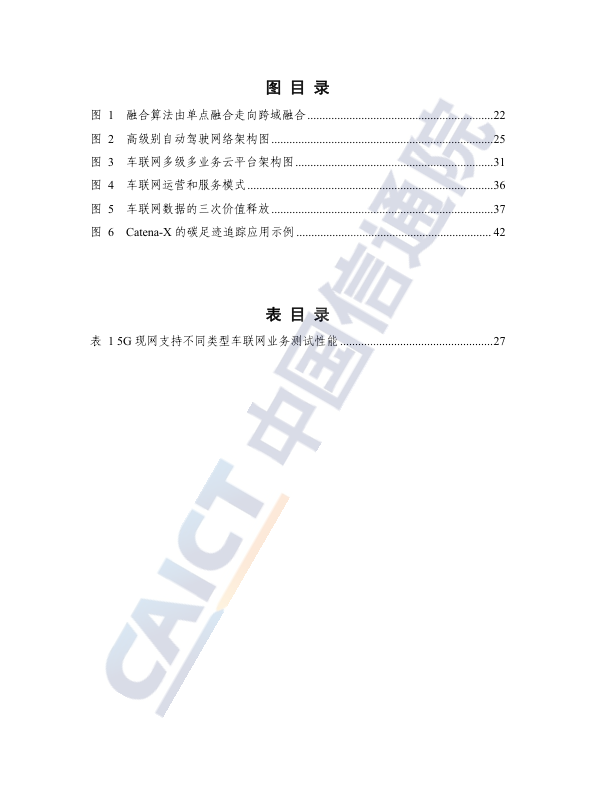 图 目 录
图 1 融合算法由单点融合走向跨域融合..............................................................22
图 2 高级别自动驾驶网络架构图..........................................................................25
图 3 车联网多级多业务云平台架构图..................................................................31
图 4 车联网运营和服务模式..................................................................................36
图 5 车联网数据的三次价值释放..........................................................................37
图 6 Catena-X 的碳足迹追踪应用示例................................................................. 42
表 目 录
表 1 5G 现网支持不同类型车联网业务测试性能...................................................27
CAICT 中国信通院